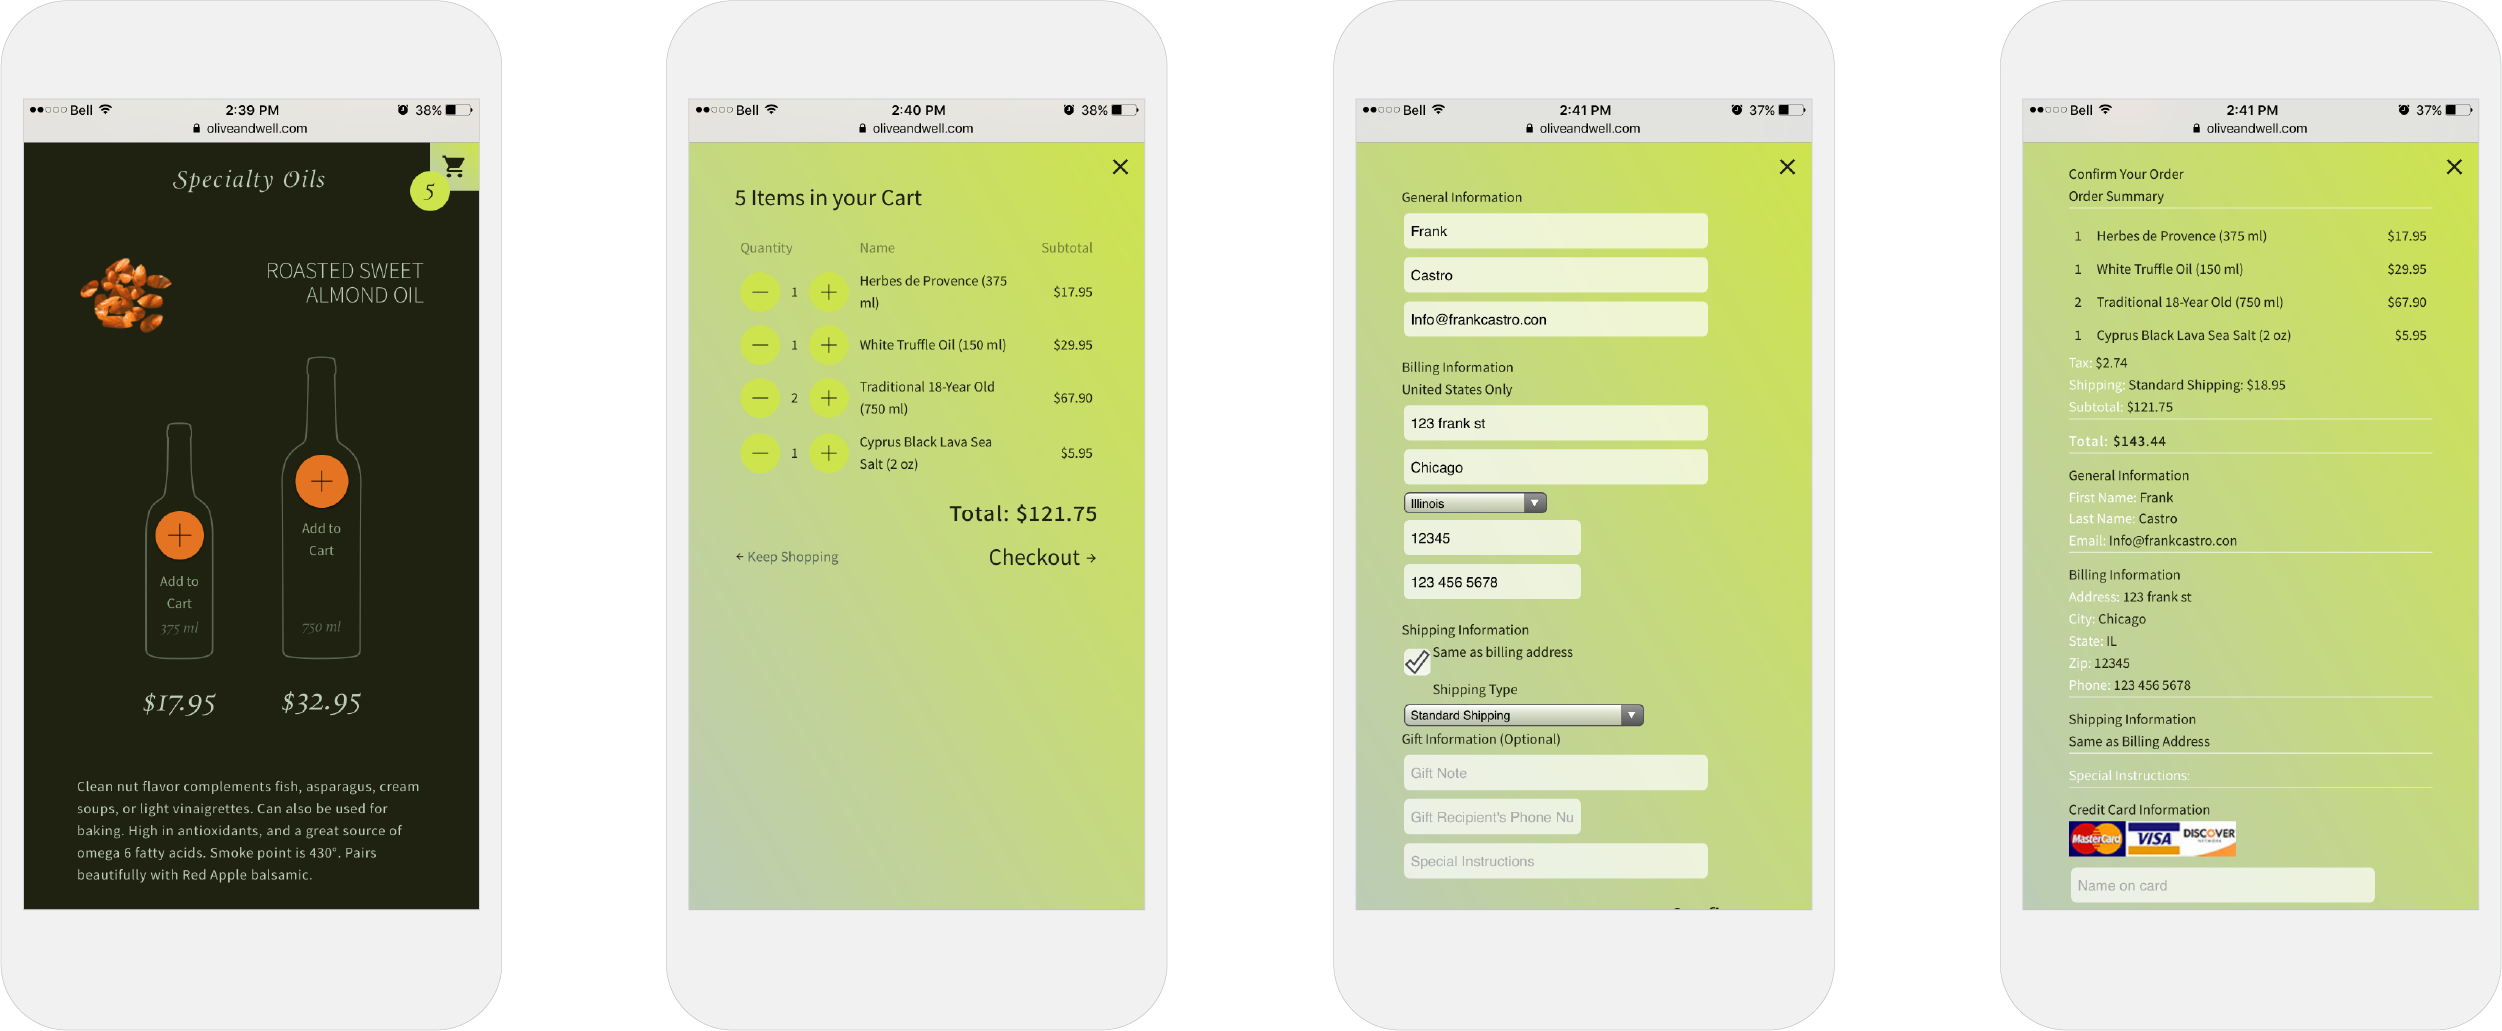 Bell 2:39 PM 38%
oliveandwell.com
Specialty Oils
5
ROASTED SWEET
ALMOND OIL
Add to
Cart
750 ml
Add to
Cart
375 ml
$17.95 $32.95
Clean nut flavor complements fish, asparagus, cream
soups, or light vinaigrettes. Can also be used for
baking. High in antioxidants, and a great source of
omega 6 fatty acids. Smoke point is 430°. Pairs
beautifully with Red Apple balsamic.
Bell 2:40 PM 38%
oliveandwell.com
5 Items in your Cart
Quantity Name Subtotal
— 1 + Herbes de Provence (375
ml) $17.95
— 1 + White Truffle Oil (150 ml) $29.95
— 2 + Traditional 18-Year Old
(750 ml) $67.90
— 1 + Cyprus Black Lava Sea
Salt (2 oz) $5.95
Total: $121.75
← Keep Shopping Checkout →
Bell 2:41 PM 37%
oliveandwell.com
General Information
Frank
Castro
Info@frankcastro.con
Billing Information
United States Only
123 frank st
Chicago
Illinois
12345
123 456 5678
Shipping Information
Same as billing address
Shipping Type
Standard Shipping
Gift Information (Optional)
Gift Note
Gift Recipient's Phone Nu
Special Instructions
Bell 2:41 PM 37%
oliveandwell.com
Confirm Your Order
Order Summary
1 Herbes de Provence (375 ml) $17.95
1 White Truffle Oil (150 ml) $29.95
2 Traditional 18-Year Old (750 ml) $67.90
1 Cyprus Black Lava Sea Salt (2 oz) $5.95
Tax: $2.74
Shipping: Standard Shipping: $18.95
Subtotal: $121.75
Total: $143.44
General Information
First Name: Frank
Last Name: Castro
Email: Info@frankcastro.con
Billing Information
Address: 123 frank st
City: Chicago
State: IL
Zip: 12345
Phone: 123 456 5678
Shipping Information
Same as Billing Address
Special Instructions:
Credit Card Information
MasterCard VISA DISCOVER
NETWORK
Name on card